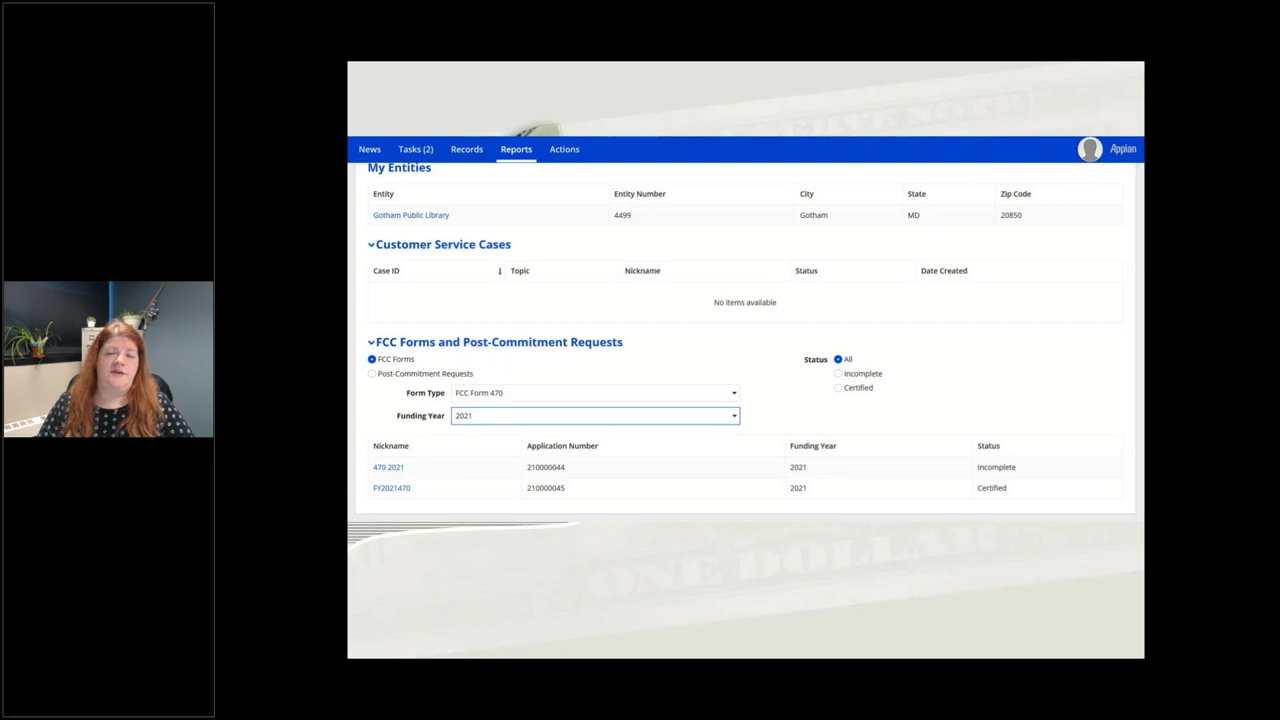 News Tasks (2) Records Reports Actions Appian
My Entities
Entity Entity Number City State Zip Code
Gotham Public Library 4499 Gotham MD 20850
Customer Service Cases
Case ID Topic Nickname Status Date Created
No items available
FCC Forms and Post-Commitment Requests
FCC Forms Status All
Post-Commitment Requests Incomplete
Certified
Form Type FCC Form 470
Funding Year 2021
Nickname Application Number Funding Year Status
470 2021 210000044 2021 Incomplete
FY2021470 210000045 2021 Certified
ONE DOLLAR